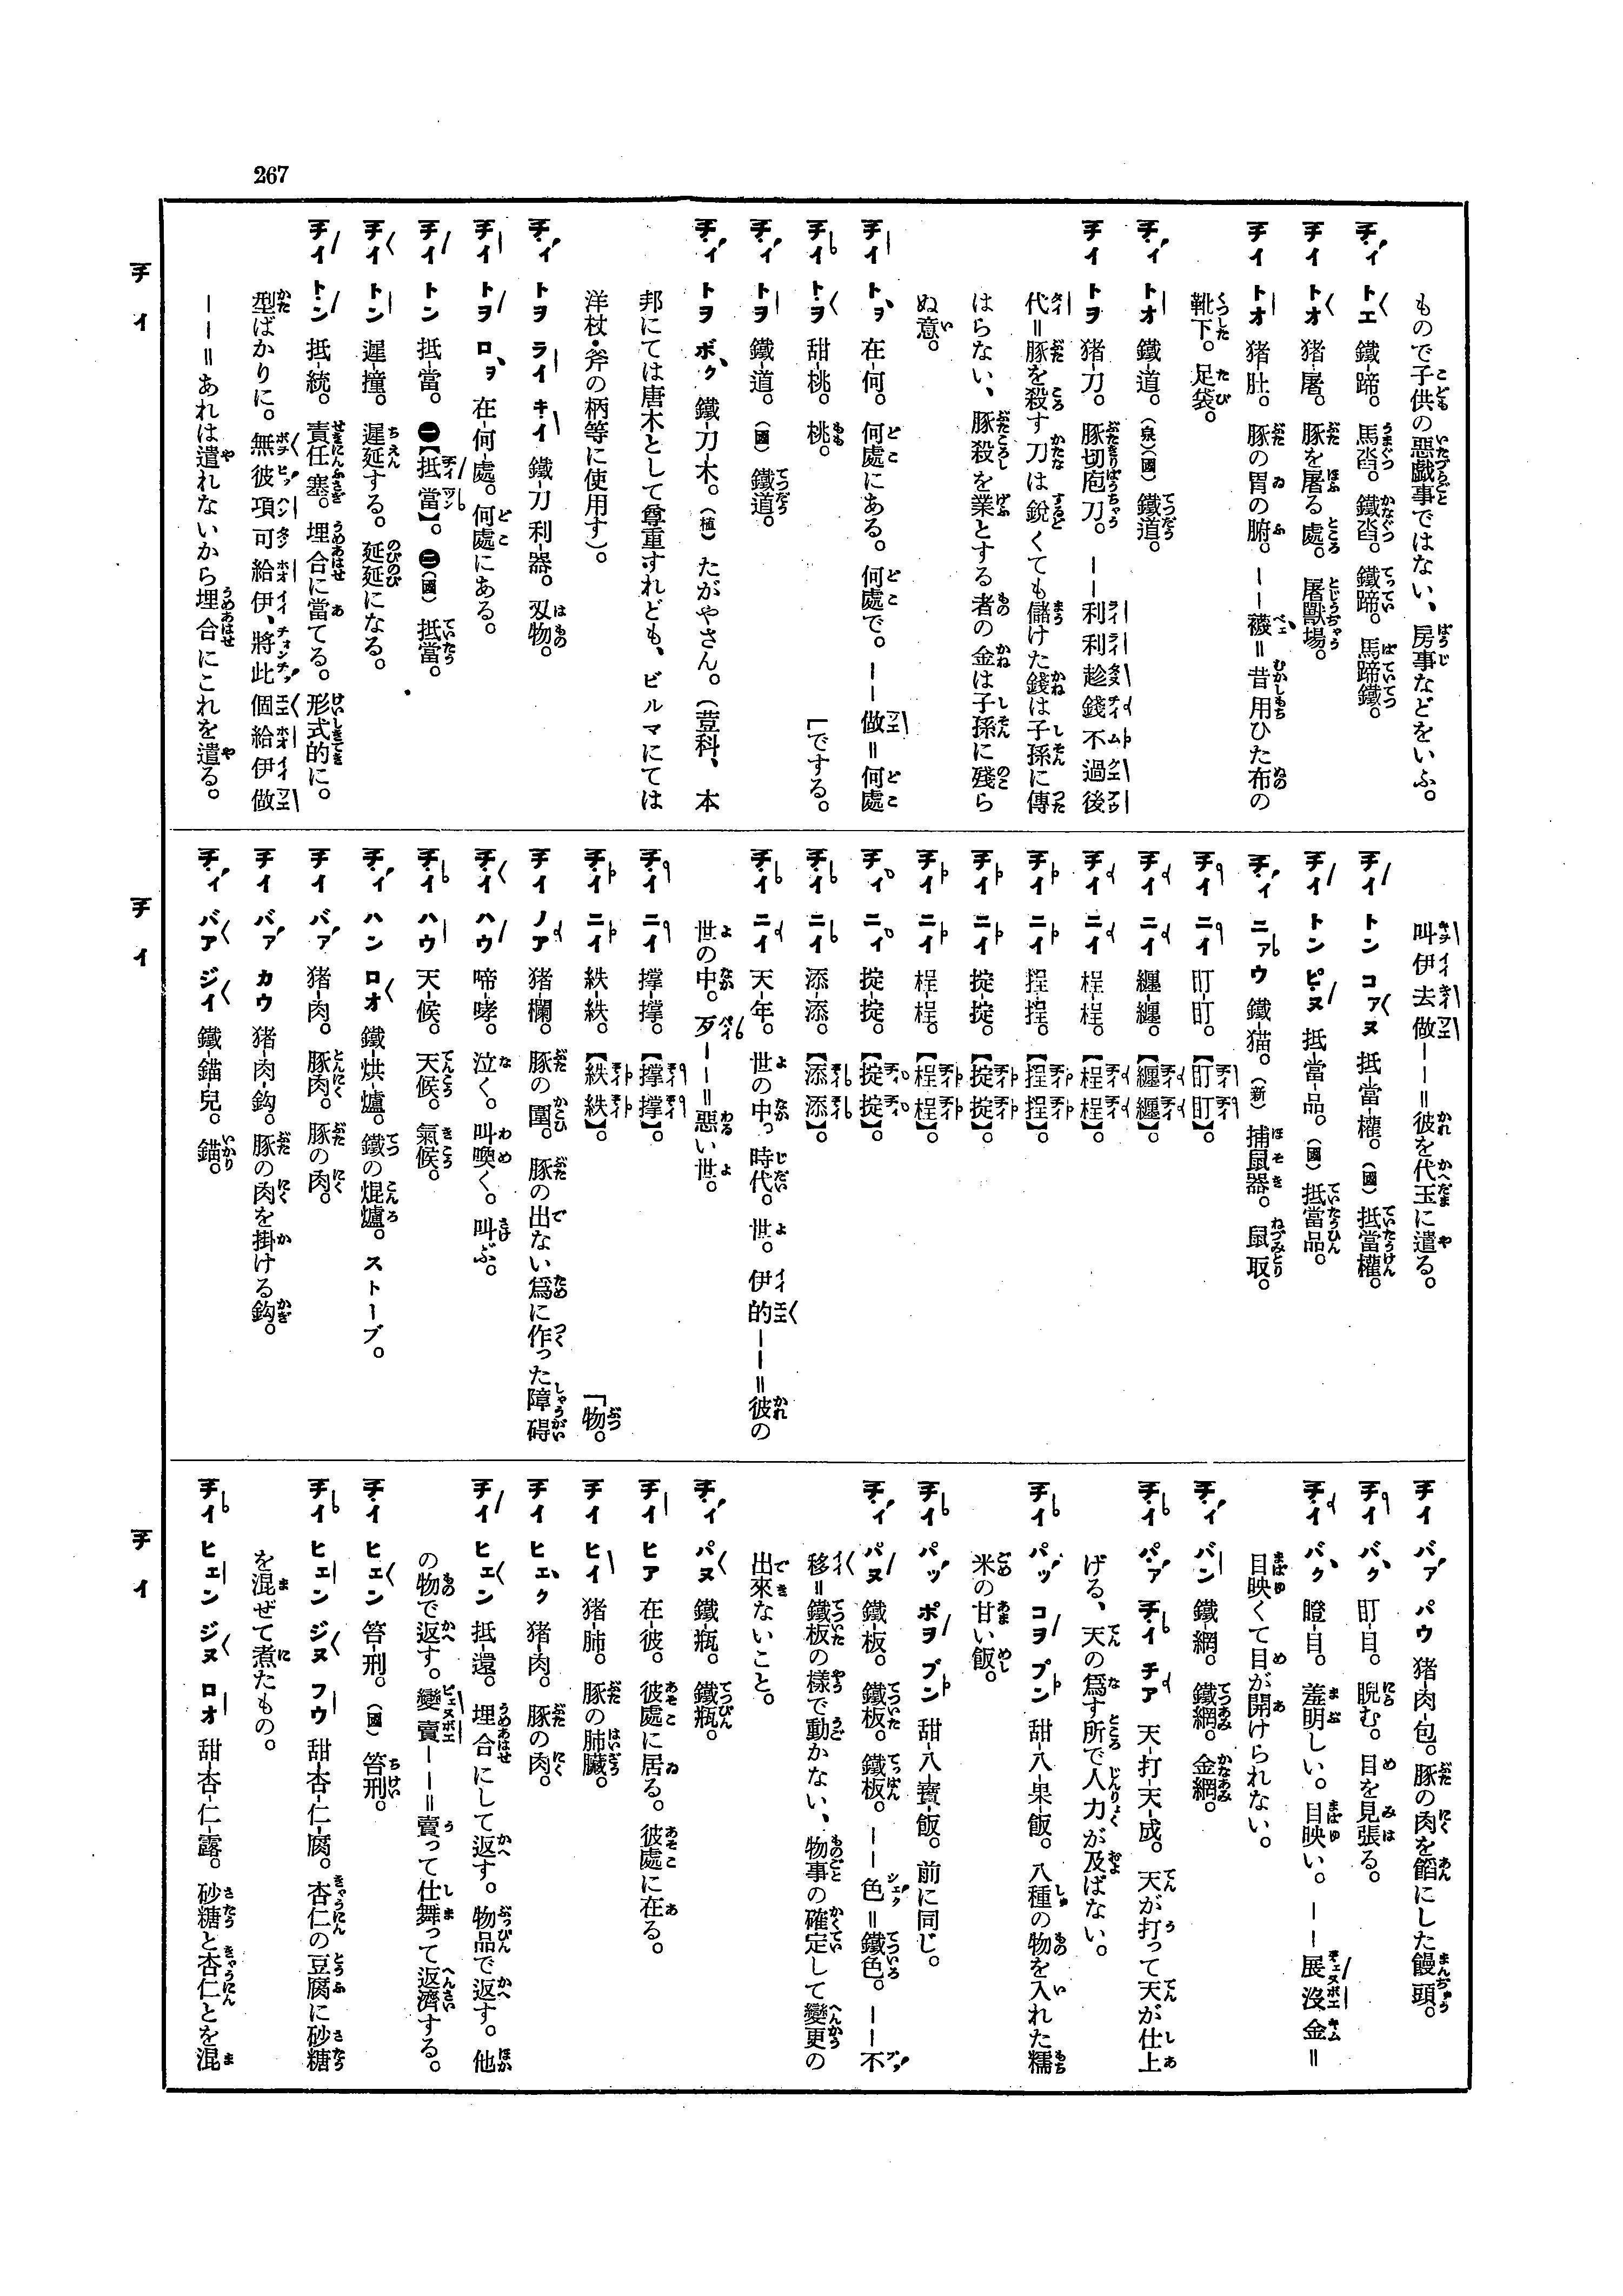 267
もので子供の惡戯事ではない、房事などをいふ。
チイ トエ 鐵-蹄。馬沓。鐵沓。鐵蹄。馬蹄鐵。
チイ トオ 猪-屠。豚を屠る處。屠獸場。
チイ トオ 猪-肚。豚の胃の腑。——襪＝昔用ひた布の
靴下。足袋。
チイ トオ 鐵-道。（泉）（國）鐵道。
チイ トヲ 猪-刀。豚切庖刀。——利利趁錢不過後
代＝豚を殺す刀は銳くても儲けた錢は子孫に傳
はらない、豚殺を業とする者の金は子孫に殘ら
ぬ意。
チイ トヲ 在-何。何處にある。何處で。——做＝何處
チイ トヲ 甜-桃。桃。「でする。
チイ トヲ 鐵-道。（國）鐵道。
チイ トヲ ボク 鐵-刀-木。（植）たがやさん。（荳科、本
邦にては唐木として尊重すれども、ビルマにては
洋杖・斧の柄等に使用す）。
チイ トヲ ライ キイ 鐵-刀 利-器。刄物。
チイ トヲ ロヲ 在-何-處。何處にある。
チイ トン 抵-當。㊀【抵當】。㊁（國）抵當。
チイ トン 遲-撞。遲延する。延延になる。
チイ トン 抵-統。責任塞。埋合に當てる。形式的に。
型ばかりに。無彼項可給伊、將此個給伊做
——＝あれは遣れないから埋合にこれを遣る。
叫伊去做——＝彼を代玉に遣る。
チイ トン コァヌ 抵-當-權。（國）抵當權。
チイ トン ピヌ 抵-當-品。（國）抵當品。
チイ ニァウ 鐵-猫。（新）捕鼠器。鼠取。
チイ ニイ 盯-盯。【盯盯】。
チイ ニイ 纏-纏。【纏纏】。
チイ ニイ 桯-桯。【桯桯】。
チイ ニイ 捏-捏。【捏捏】。
チイ ニイ 掟-掟。【掟掟】。
チイ ニイ 桯-桯。【桯桯】。
チイ ニイ 掟-掟。【掟掟】。
チイ ニイ 添-添。【添添】。
チイ ニイ 天-年。世の中。時代。世。伊的——＝彼の
世の中。歹——＝惡い世。
チイ ニイ 撐-撐。【撐撐】。
チイ ニイ 紩-紩。【紩紩】。「物。
チイ ノア 猪-欄。豚の圍。豚の出ない爲に作った障碍
チイ ハウ 啼-哮。泣く。叫喚く。叫ぶ。
チイ ハウ 天-候。天候。氣候。
チイ ハン ロオ 鐵-烘-爐。鐵の焜爐。ストーブ。
チイ バァ 猪-肉。豚肉。豚の肉。
チイ バァ カウ 猪-肉-鈎。豚の肉を掛ける鈎。
チイ バア ジイ 鐵-錨-兒。錨。
チイ バァ パウ 猪-肉-包。豚の肉を餡にした饅頭。
チイ バク 盯-目。睨む。目を見張る。
チイ バク 瞪-目。羞明しい。目映い。——展沒金＝
目映くて目が開けられない。
チイ バン 鐵-網。鐵網。金網。
チイ パァ チイ チア 天-打-天-成。天が打って天が仕上
げる、天の爲す所で人力が及ばない。
チイ パッ コヲ プン 甜-八-果-飯。八種の物を入れた糯
米の甘い飯。
チイ パッ ポヲ プン 甜-八-寶-飯。前に同じ。
チイ パヌ 鐵-板。鐵板。鐵板。——色＝鐵色。——不
移＝鐵板の樣で動かない、物事の確定して變更の
出來ないこと。
チイ パヌ 鐵-瓶。鐵瓶。
チイ ヒア 在-彼。彼處に居る。彼處に在る。
チイ ヒイ 猪-肺。豚の肺臟。
チイ ヒェク 猪-肉。豚の肉。
チイ ヒェン 抵-還。埋合にして返す。物品で返す。他
の物で返す。變賣——＝賣って仕舞って返濟する。
チイ ヒェン 笞-刑。（國）笞刑。
チイ ヒェン ジヌ フウ 甜-杏-仁-腐。杏仁の豆腐に砂糖
を混ぜて煮たもの。
チイ ヒェン ジヌ ロオ 甜-杏-仁-露。砂糖と杏仁とを混
チイ
チイ
チイ